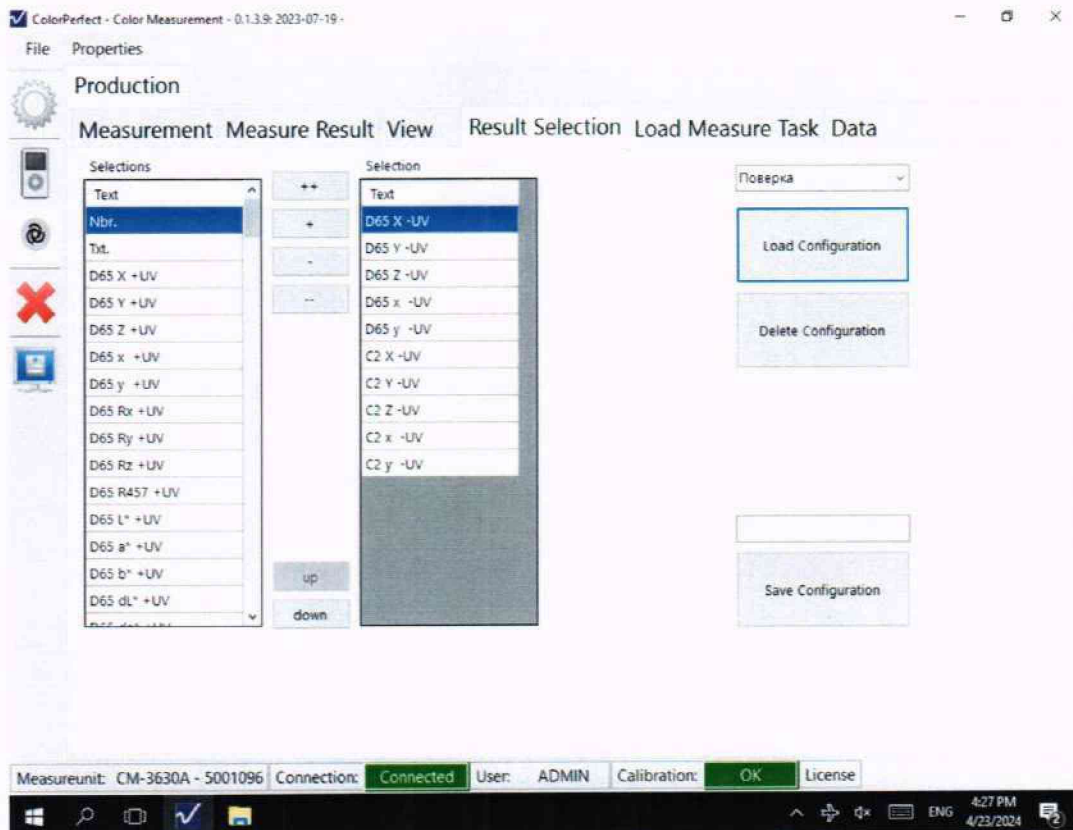 ColorPerfect - Color Measurement - 0.1.3.9: 2023-07-19 -
File Properties
Production
Measurement Measure Result View Result Selection Load Measure Task Data
Selections
Text
Nbr.
Txt.
D65 X +UV
D65 Y +UV
D65 Z +UV
D65 x +UV
D65 y +UV
D65 Rx +UV
D65 Ry +UV
D65 Rz +UV
D65 R457 +UV
D65 L* +UV
D65 a* +UV
D65 b* +UV
D65 dL* +UV
++
+
-
--
up
down
Selection
Text
D65 X -UV
D65 Y -UV
D65 Z -UV
D65 x -UV
D65 y -UV
C2 X -UV
C2 Y -UV
C2 Z -UV
C2 x -UV
C2 y -UV
Поверка
Load Configuration
Delete Configuration
Save Configuration
Measureunit: CM-3630A - 5001096 Connection: Connected User: ADMIN Calibration: OK License
ENG 4:27 PM
4/23/2024
2